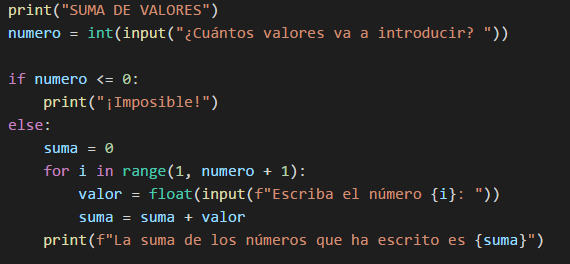 print("SUMA DE VALORES")
numero = int(input("¿Cuántos valores va a introducir? "))

if numero <= 0:
    print("¡Imposible!")
else:
    suma = 0
    for i in range(1, numero + 1):
        valor = float(input(f"Escriba el número {i}: "))
        suma = suma + valor
    print(f"La suma de los números que ha escrito es {suma}")